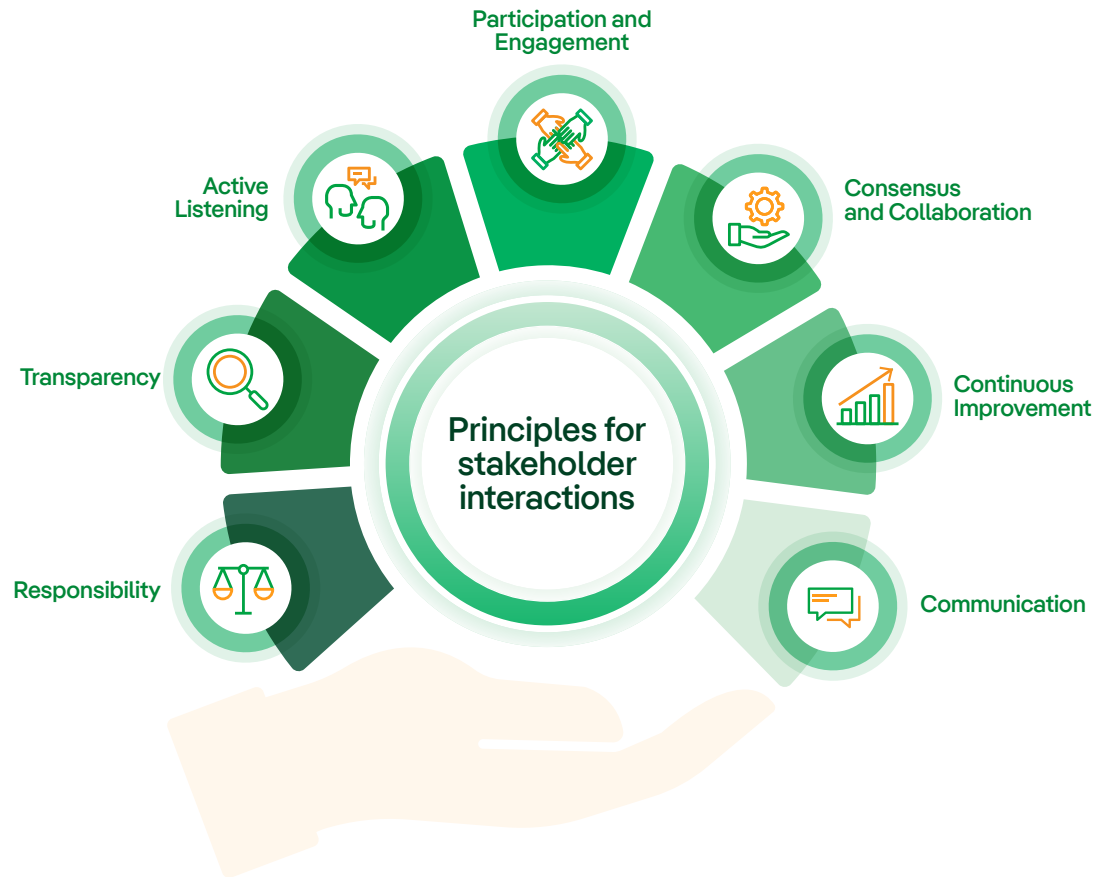 Participation and
Engagement
Active
Listening
Consensus
and Collaboration
Transparency
Continuous
Improvement
Principles for
stakeholder
interactions
Responsibility
Communication